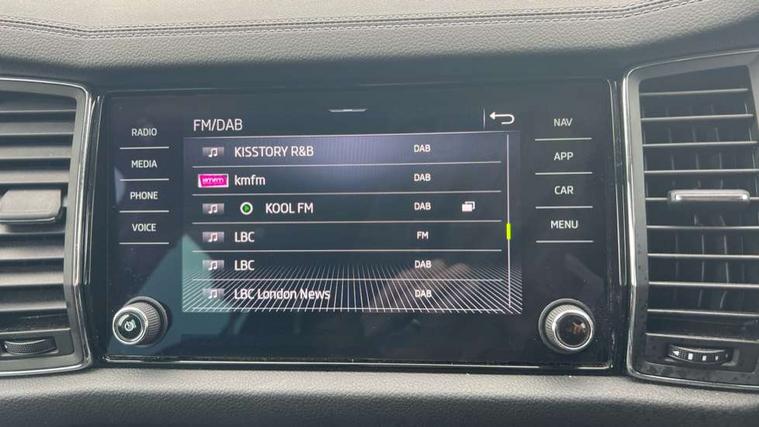 FM/DAB
RADIO
MEDIA
PHONE
VOICE
KISSTORY R&B DAB
kmfm DAB
KOOL FM DAB
LBC FM
LBC DAB
LBC London News DAB
NAV
APP
CAR
MENU